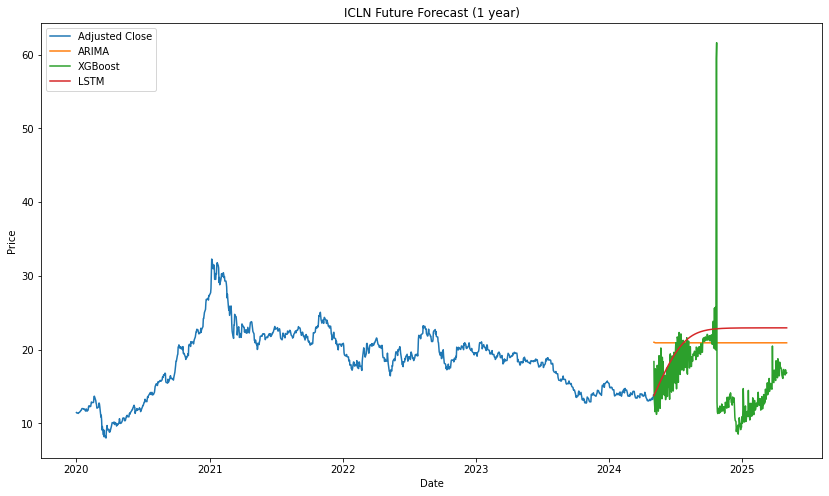 ICLN Future Forecast (1 year)
Adjusted Close
ARIMA
XGBoost
LSTM
60
50
40
30
20
10
Price
2020 2021 2022 2023 2024 2025
Date